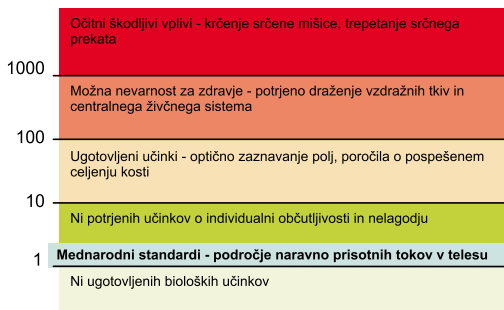 Očitni škodljivi vplivi - krčenje srčene mišice, trepetanje srčnega
prekata
1000
Možna nevarnost za zdravje - potrjeno draženje vzdražnih tkiv in
centralnega živčnega sistema
100
Ugotovljeni učinki - optično zaznavanje polj, poročila o pospešenem
celjenju kosti
10
Ni potrjenih učinkov o individualni občutljivosti in nelagodju
Mednarodni standardi - področje naravno prisotnih tokov v telesu
1
Ni ugotovljenih bioloških učinkov